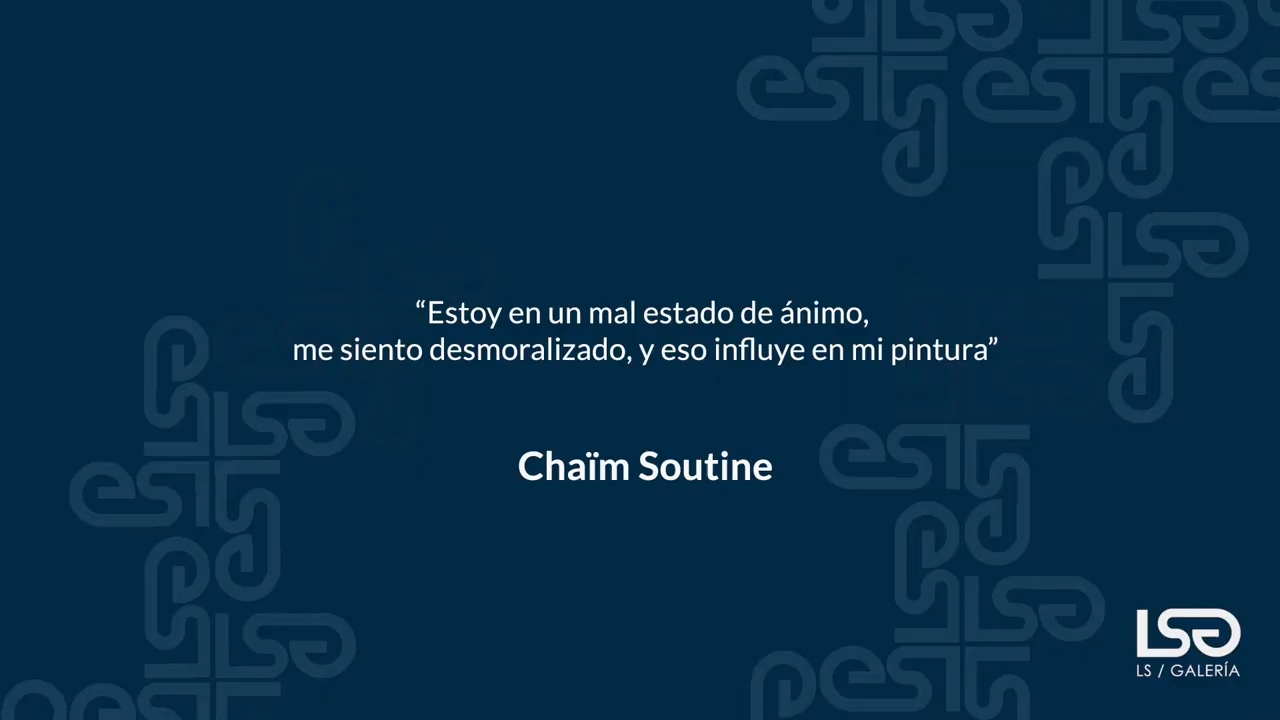 “Estoy en un mal estado de ánimo,
me siento desmoralizado, y eso influye en mi pintura”
Chaïm Soutine
LSG
LS / GALERÍA